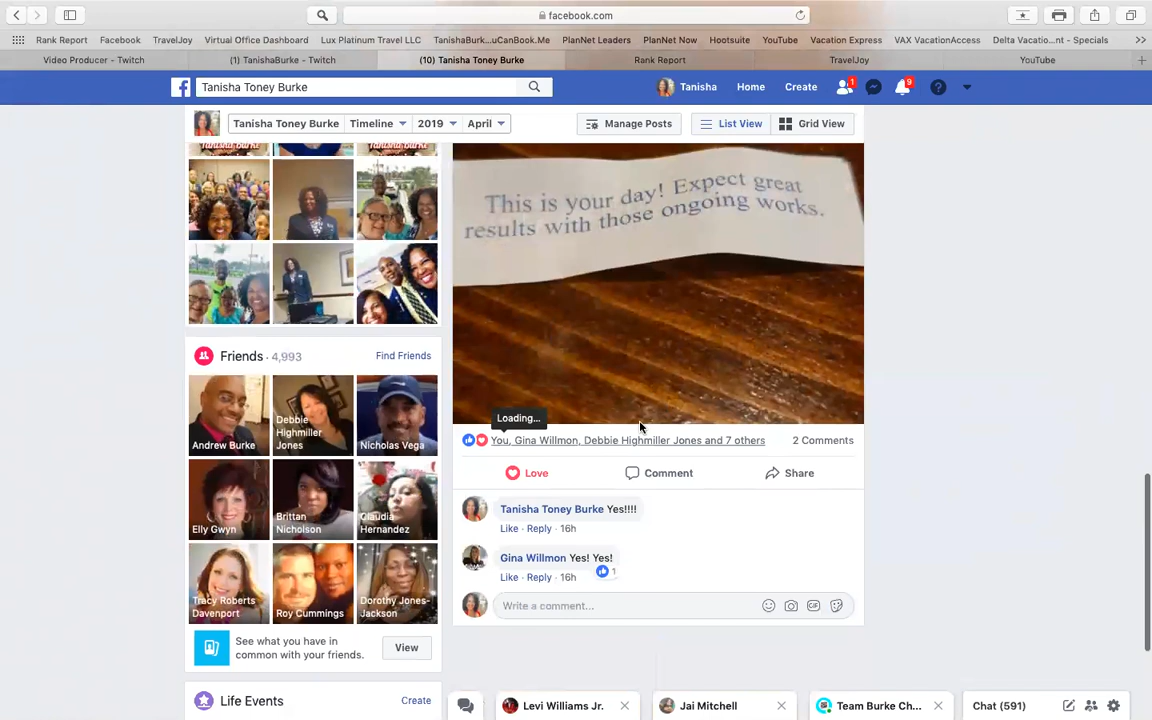 facebook.com
Rank Report Facebook TravelJoy Virtual Office Dashboard Lux Platinum Travel LLC TanishaBurk...uCanBook.Me PlanNet Leaders PlanNet Now Hootsuite YouTube Vacation Express VAX VacationAccess Delta Vacatio...nt - Specials >>
Video Producer - Twitch (1) TanishaBurke - Twitch (10) Tanisha Toney Burke Rank Report TravelJoy YouTube
Tanisha Toney Burke Tanisha Home Create 1 9
Tanisha Toney Burke Timeline 2019 April Manage Posts List View Grid View
This is your day! Expect great
results with those ongoing works.
Friends · 4,993 Find Friends
Andrew Burke
Debbie
Highmiller
Jones
Nicholas Vega
Elly Gwyn
Brittan
Nicholson
Claudia
Hernandez
Tracy Roberts
Davenport
Roy Cummings
Dorothy Jones-
Jackson
See what you have in
common with your friends.
View
Life Events Create
Loading...
You, Gina Willmon, Debbie Highmiller Jones and 7 others 2 Comments
Love Comment Share
Tanisha Toney Burke Yes!!!!
Like · Reply · 16h
Gina Willmon Yes! Yes!
1
Like · Reply · 16h
Write a comment...
GIF
Levi Williams Jr. Jai Mitchell Team Burke Ch... Chat (591)